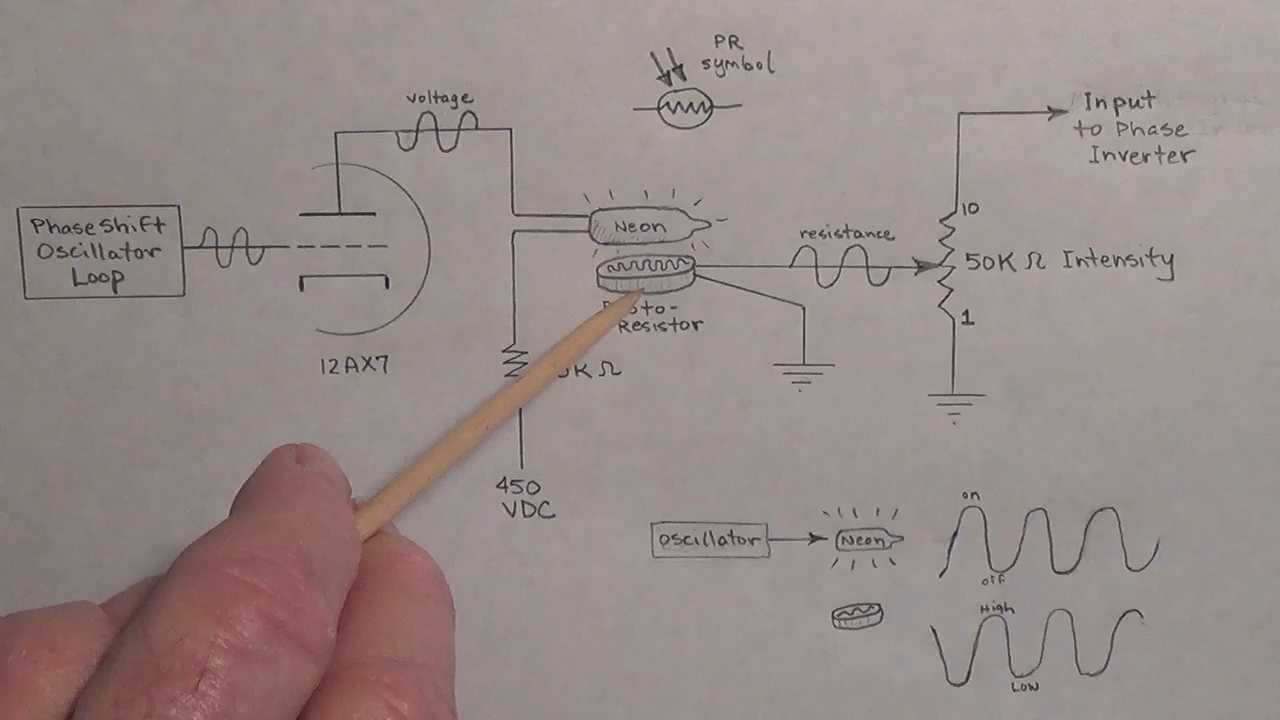 PR
symbol
voltage
Input
to Phase
Inverter
Phase Shift
Oscillator
Loop
Neon
resistance
10
50K Ω Intensity
1
Resistor
12AX7
K Ω
450
VDC
on
oscillator
Neon
off
High
Low